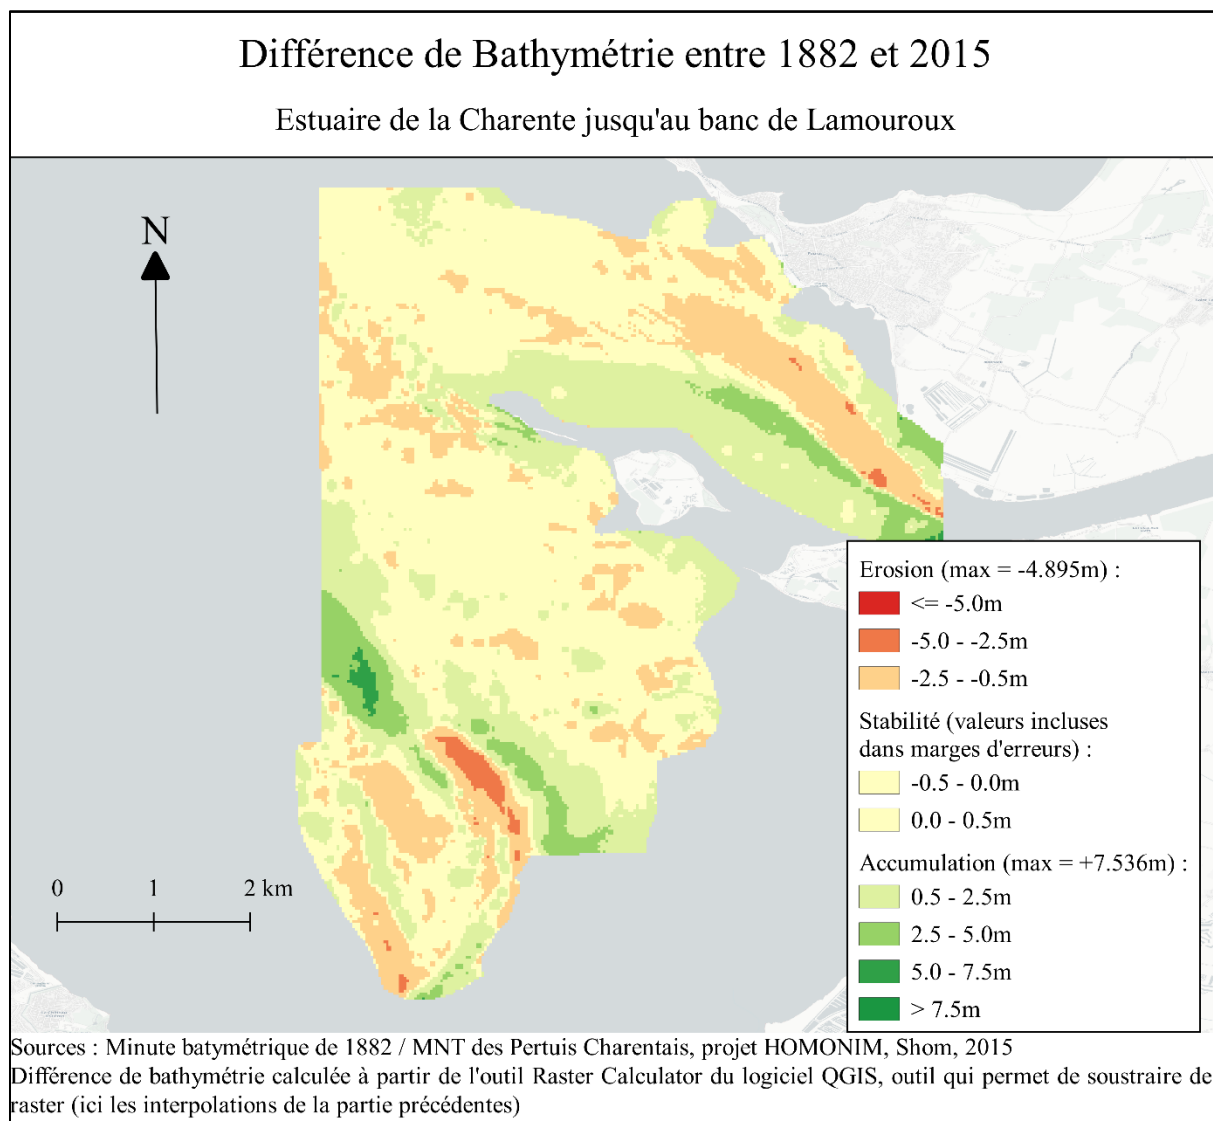 Différence de Bathymétrie entre 1882 et 2015
Estuaire de la Charente jusqu'au banc de Lamouroux
N
0 1 2 km
Erosion (max = -4.895m) :
<= -5.0m
-5.0 - -2.5m
-2.5 - -0.5m
Stabilité (valeurs incluses
dans marges d'erreurs) :
-0.5 - 0.0m
0.0 - 0.5m
Accumulation (max = +7.536m) :
0.5 - 2.5m
2.5 - 5.0m
5.0 - 7.5m
> 7.5m
Sources : Minute batymétrique de 1882 / MNT des Pertuis Charentais, projet HOMONIM, Shom, 2015
Différence de bathymétrie calculée à partir de l'outil Raster Calculator du logiciel QGIS, outil qui permet de soustraire de
raster (ici les interpolations de la partie précédentes)